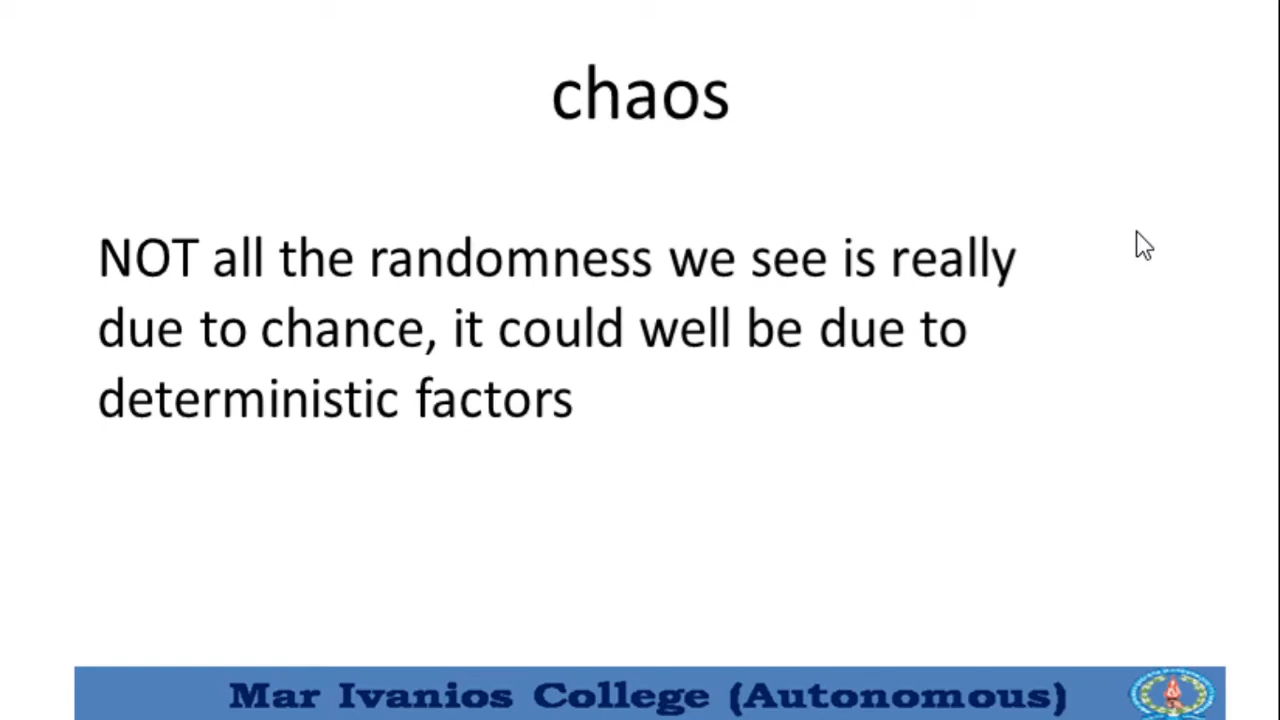 chaos
NOT all the randomness we see is really
due to chance, it could well be due to
deterministic factors
Mar Ivanios College (Autonomous)